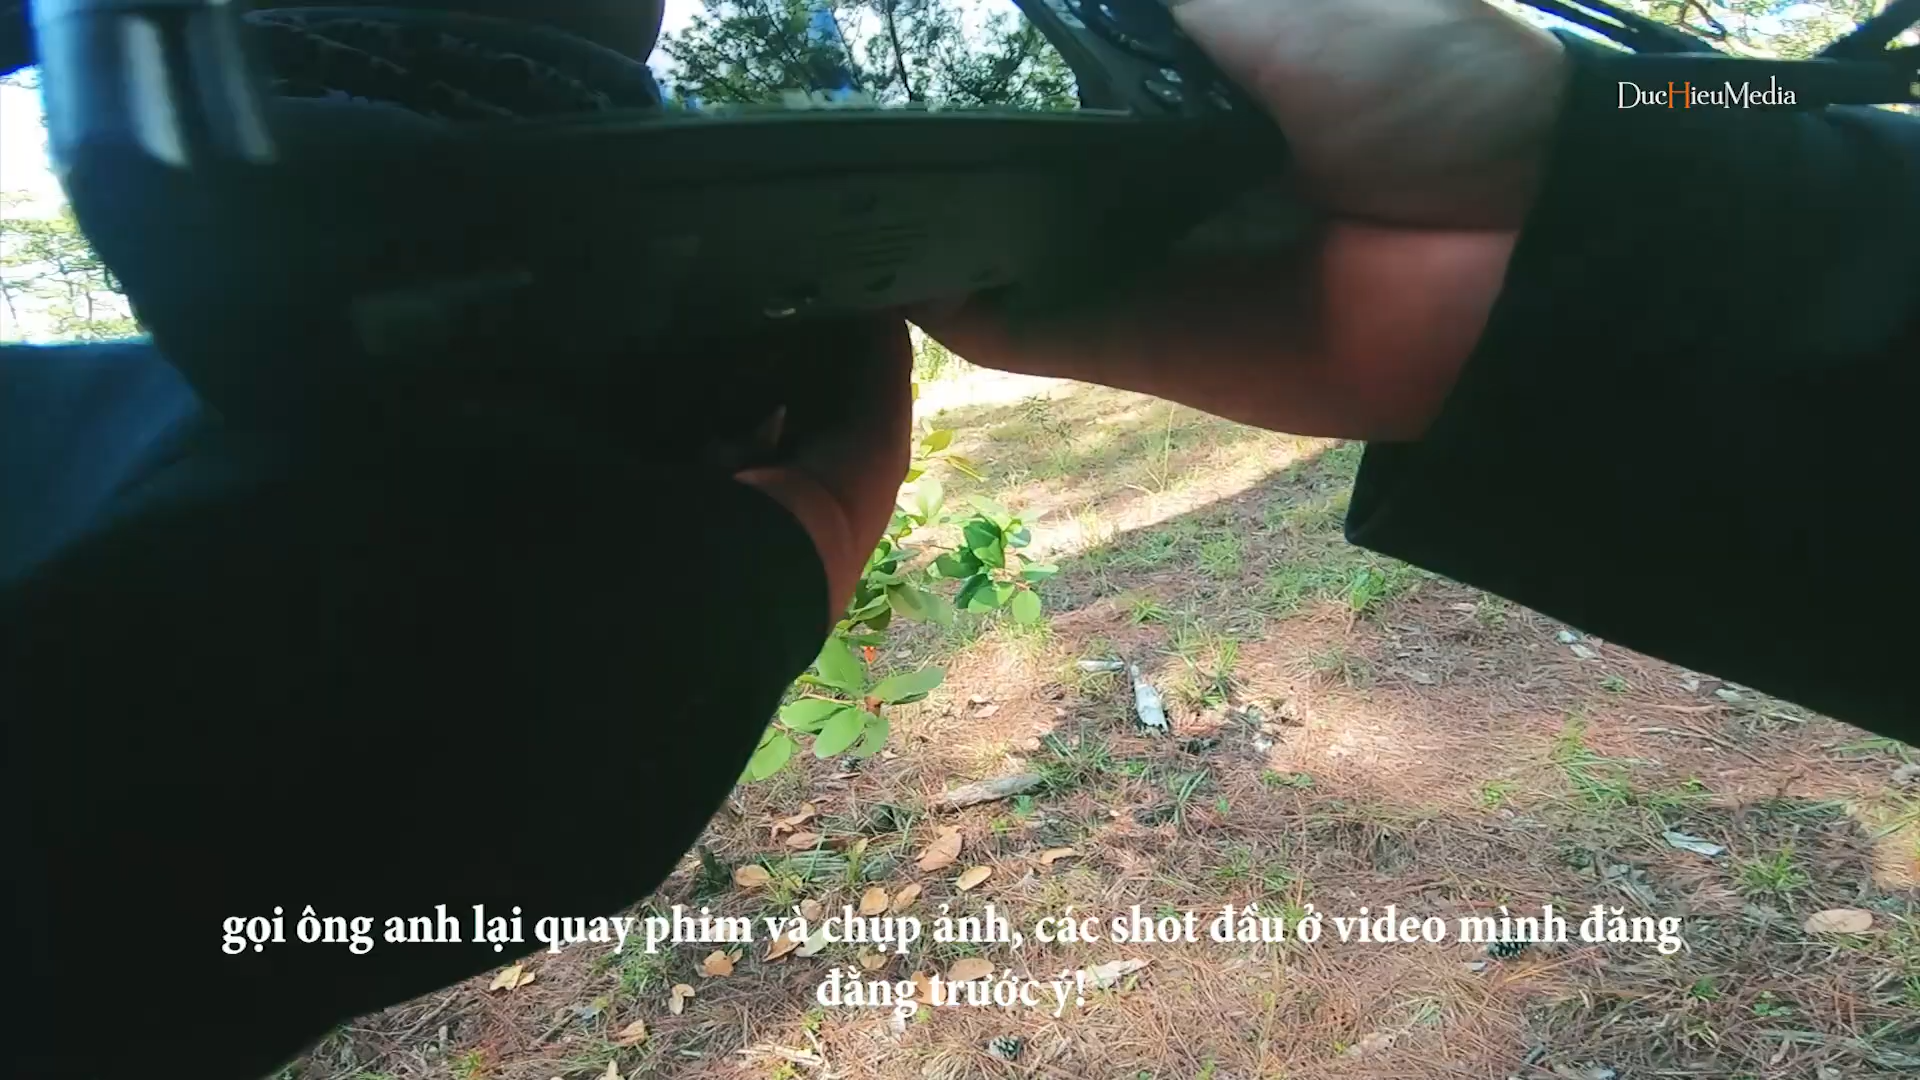 DucHieuMedia
gọi ông anh lại quay phim và chụp ảnh, các shot đầu ở video mình đăng
đằng trước ý!